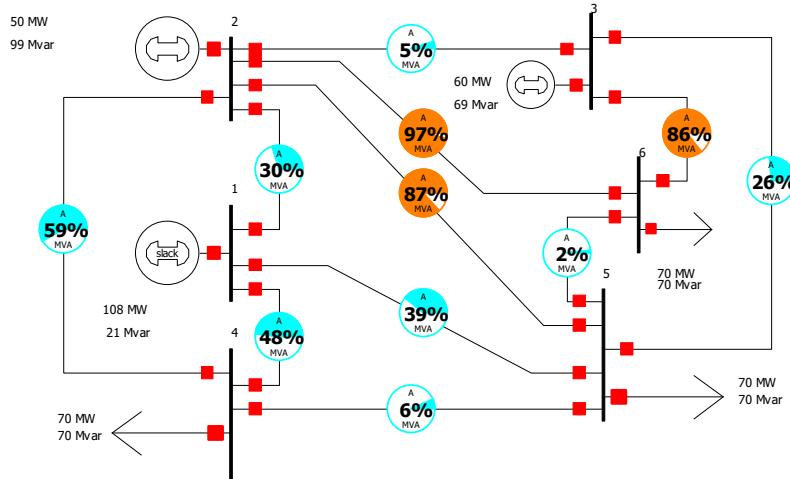 50 MW
99 Mvar
2
3
A
5%
MVA
60 MW
69 Mvar
A
97%
MVA
A
86%
MVA
A
30%
MVA
6
A
87%
MVA
A
26%
MVA
1
A
59%
MVA
slack
A
2%
MVA
70 MW
70 Mvar
5
108 MW
21 Mvar
A
39%
MVA
4
A
48%
MVA
70 MW
70 Mvar
A
6%
MVA
70 MW
70 Mvar